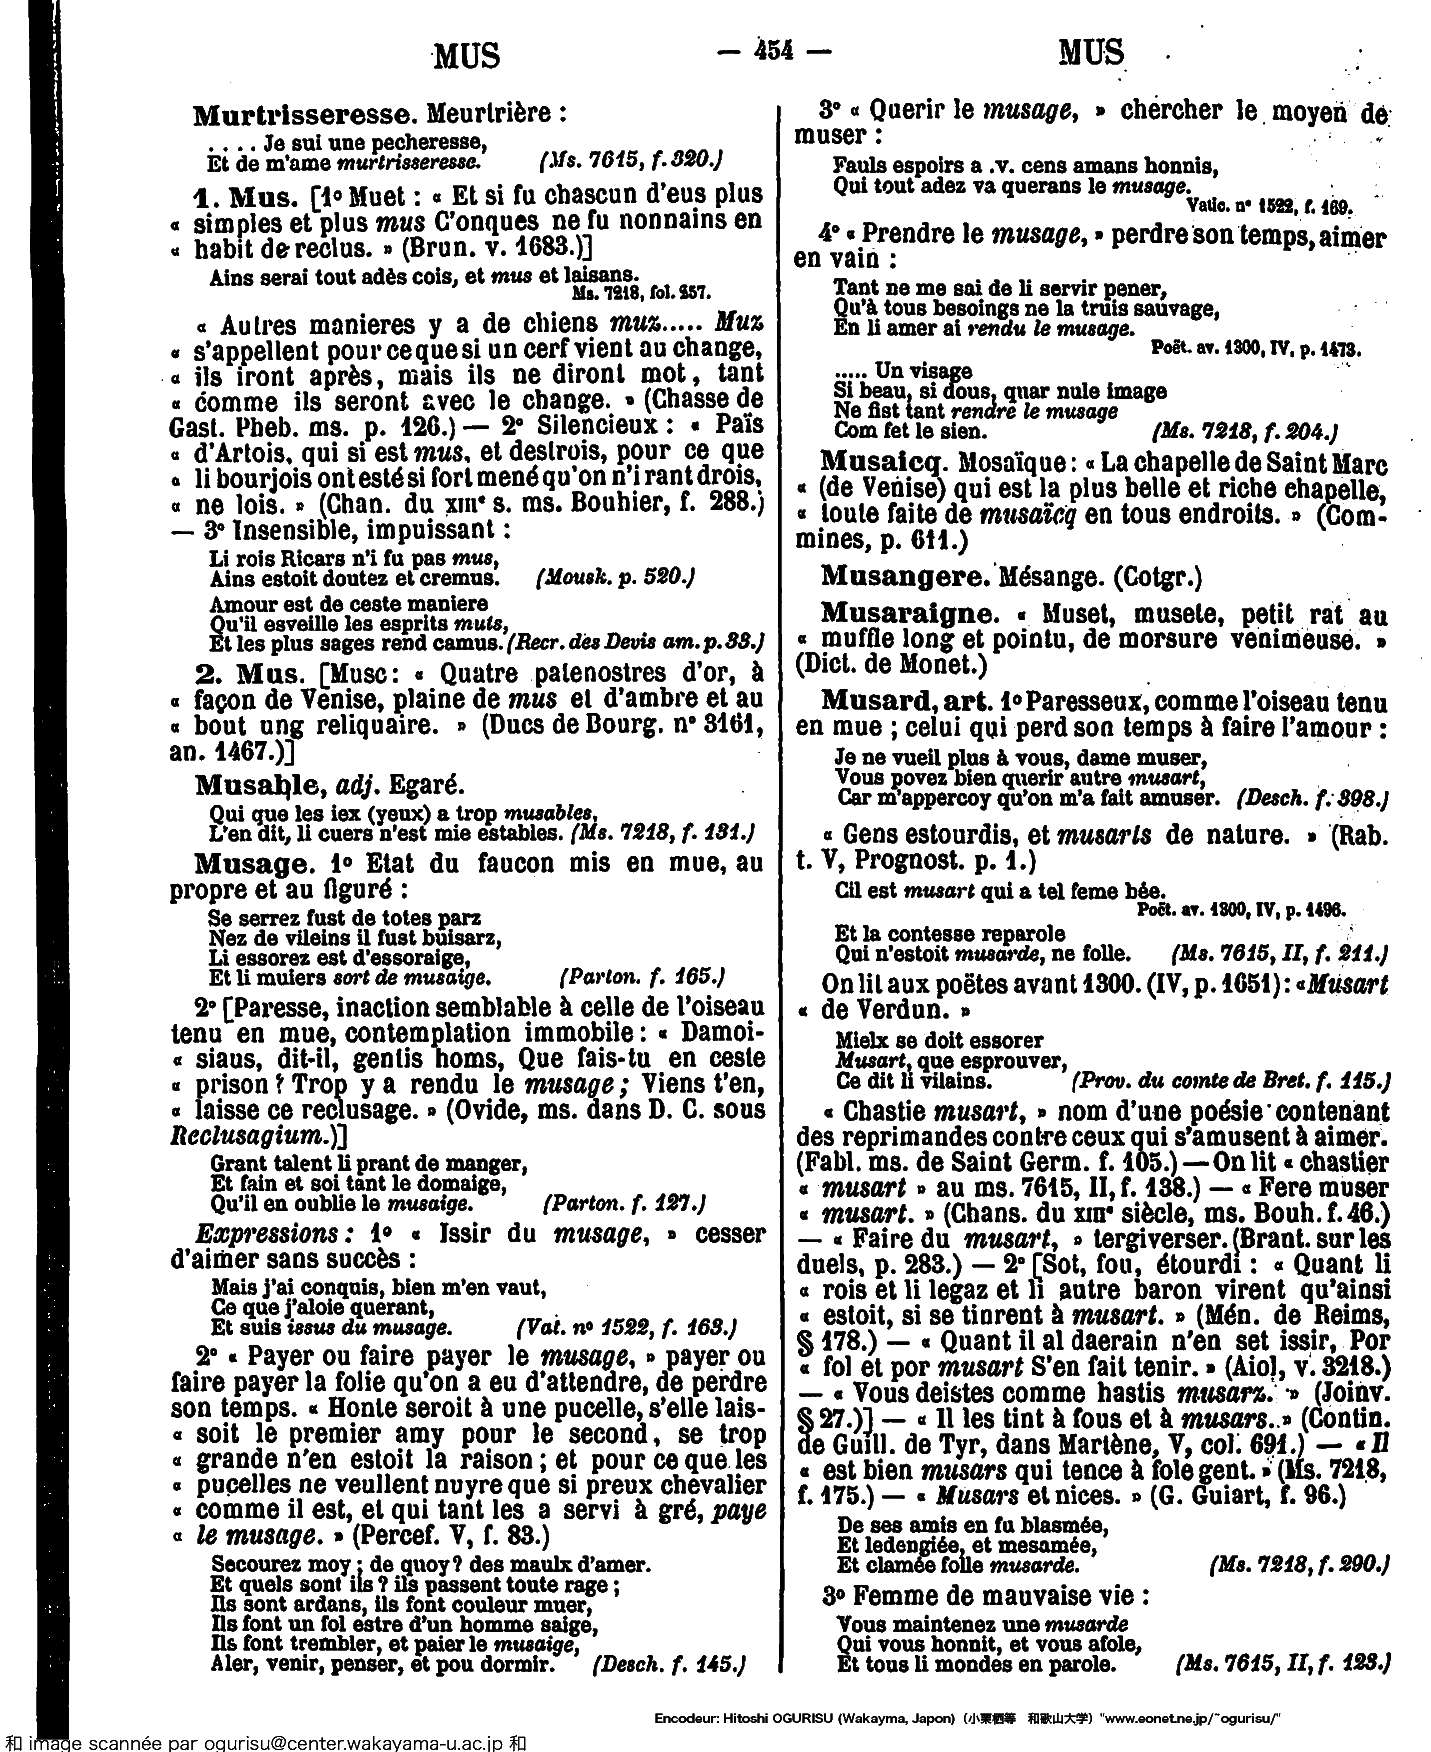 MUS — 454 — MUS
Murtrisseresse. Meurtrière :
. . . . Je sui une pecheresse,
Et de m'ame murtrisseresse. (Ms. 7615, f. 320.)
1. Mus. [1º Muet : « Et si fu chascun d'eus plus
« simples et plus mus C'onques ne fu nonnains en
« habit de reclus. » (Brun. v. 1683.)]
Ains serai tout adès cois, et mus et laisans.
Ms. 7218, fol. 257.
« Autres manieres y a de chiens muz..... Muz
« s'appellent pour ce que si un cerf vient au change,
« ils iront après, mais ils ne diront mot, tant
« comme ils seront avec le change. » (Chasse de
Gast. Pheb. ms. p. 126.) — 2º Silencieux : « Païs
« d'Artois, qui si est mus, et destrois, pour ce que
« li bourjois ont esté si fort mené qu'on n'i rant drois,
« ne lois. » (Chan. du XIIIe s. ms. Bouhier, f. 288.)
— 3º Insensible, impuissant :
Li rois Ricars n'i fu pas mus,
Ains estoit doutez et cremus. (Mousk. p. 520.)
Amour est de ceste maniere
Qu'il esveille les esprits muts,
Et les plus sages rend camus. (Recr. des Devis am. p. 33.)
2. Mus. [Musc : « Quatre patenostres d'or, à
« façon de Venise, plaine de mus et d'ambre et au
« bout ung reliquaire. » (Ducs de Bourg. nº 3161,
an. 1467.)]
Musable, adj. Egaré.
Qui que les iex (yeux) a trop musables,
L'en dit, li cuers n'est mie estables. (Ms. 7218, f. 131.)
Musage. 1º Etat du faucon mis en mue, au
propre et au figuré :
Se serrez fust de totes parz
Nez de vileins il fust buisarz,
Li essorez est d'essoraige,
Et li muiers sort de musaige. (Parton. f. 165.)
2º [Paresse, inaction semblable à celle de l'oiseau
tenu en mue, contemplation immobile : « Damoi-
« siaus, dit-il, gentis homs, Que fais-tu en ceste
« prison ? Trop y a rendu le musage ; Viens t'en,
« laisse ce reclusage. » (Ovide, ms. dans D. C. sous
Reclusagium.)]
Grant talent li prant de manger,
Et fain et soi tant le domaige,
Qu'il en oublie le musaige. (Parton. f. 127.)
Expressions : 1º « Issir du musage, » cesser
d'aimer sans succès :
Mais j'ai conquis, bien m'en vaut,
Ce que j'aloie querant,
Et suis issus du musage. (Vat. nº 1522, f. 163.)
2º « Payer ou faire payer le musage, » payer ou
faire payer la folie qu'on a eu d'attendre, de perdre
son temps. « Honte seroit à une pucelle, s'elle lais-
« soit le premier amy pour le second, se trop
« grande n'en estoit la raison ; et pour ce que les
« pucelles ne veullent nuyre que si preux chevalier
« comme il est, et qui tant les a servi à gré, paye
« le musage. » (Percef. V, f. 83.)
Secourez moy ; de quoy ? des maulx d'amer.
Et quels sont ils ? ils passent toute rage ;
Ils sont ardans, ils font couleur muer,
Ils font un fol estre d'un homme saige,
Ils font trembler, et paier le musaige,
Aler, venir, penser, et pou dormir. (Desch. f. 145.)
3º « Querir le musage, » chercher le moyen de
muser :
Fauls espoirs a .v. cens amans honnis,
Qui tout adez va querans le musage.
Vatic. nº 1522, f. 169.
4º « Prendre le musage, » perdre son temps, aimer
en vain :
Tant ne me sai de li servir pener,
Qu'à tous besoings ne la truis sauvage,
En li amer ai rendu le musage.
Poët. av. 1300, IV, p. 1473.
..... Un visage
Si beau, si dous, quar nule image
Ne fist tant rendre le musage
Com fet le sien. (Ms. 7218, f. 204.)
Musaicq. Mosaïque : « La chapelle de Saint Marc
« (de Venise) qui est la plus belle et riche chapelle,
« toute faite de musaïcq en tous endroits. » (Com-
mines, p. 611.)
Musangere. Mésange. (Cotgr.)
Musaraigne. « Muset, musete, petit rat au
« muffle long et pointu, de morsure venimeuse. »
(Dict. de Monet.)
Musard, art. 1º Paresseux, comme l'oiseau tenu
en mue ; celui qui perd son temps à faire l'amour :
Je ne vueil plus à vous, dame muser,
Vous povez bien querir autre musart,
Car m'appercoy qu'on m'a fait amuser. (Desch. f. 398.)
« Gens estourdis, et musarts de nature. » (Rab.
t. V, Prognost. p. 1.)
Cil est musart qui a tel feme bée.
Poët. av. 1300, IV, p. 1496.
Et la contesse reparole
Qui n'estoit musarde, ne folle. (Ms. 7615, II, f. 211.)
On lit aux poëtes avant 1300. (IV, p. 1651) : « Musart
« de Verdun. »
Mielx se doit essorer
Musart, que esprouver,
Ce dit li vilains. (Prov. du comte de Bret. f. 115.)
« Chastie musart, » nom d'une poésie contenant
des reprimandes contre ceux qui s'amusent à aimer.
(Fabl. ms. de Saint Germ. f. 105.) — On lit « chastier
« musart » au ms. 7615, II, f. 138.) — « Fere muser
« musart. » (Chans. du XIIIe siècle, ms. Bouh. f. 46.)
— « Faire du musart, » tergiverser. (Brant. sur les
duels, p. 283.) — 2º [Sot, fou, étourdi : « Quant li
« rois et li legaz et li autre baron virent qu'ainsi
« estoit, si se tinrent à musart. » (Mén. de Reims,
§ 178.) — « Quant il al daerain n'en set issir, Por
« fol et por musart S'en fait tenir. » (Aiol, v. 3218.)
— « Vous deistes comme hastis musarz. » (Joinv.
§ 27.)] — « Il les tint à fous et à musars.. » (Contin.
de Guill. de Tyr, dans Martène, V, col. 691.) — « Il
« est bien musars qui tence à fole gent. » (Ms. 7218,
f. 175.) — « Musars et nices. » (G. Guiart, f. 96.)
De ses amis en fu blasmée,
Et ledengiée, et mesamée,
Et clamée folle musarde. (Ms. 7218, f. 290.)
3º Femme de mauvaise vie :
Vous maintenez une musarde
Qui vous honnit, et vous afole,
Et tous li mondes en parole. (Ms. 7615, II, f. 123.)
Encodeur: Hitoshi OGURISU (Wakayma, Japon) (小栗栖等 和歌山大学) "www.eonet.ne.jp/~ogurisu/"
和 image scannée par ogurisu@center.wakayama-u.ac.jp 和